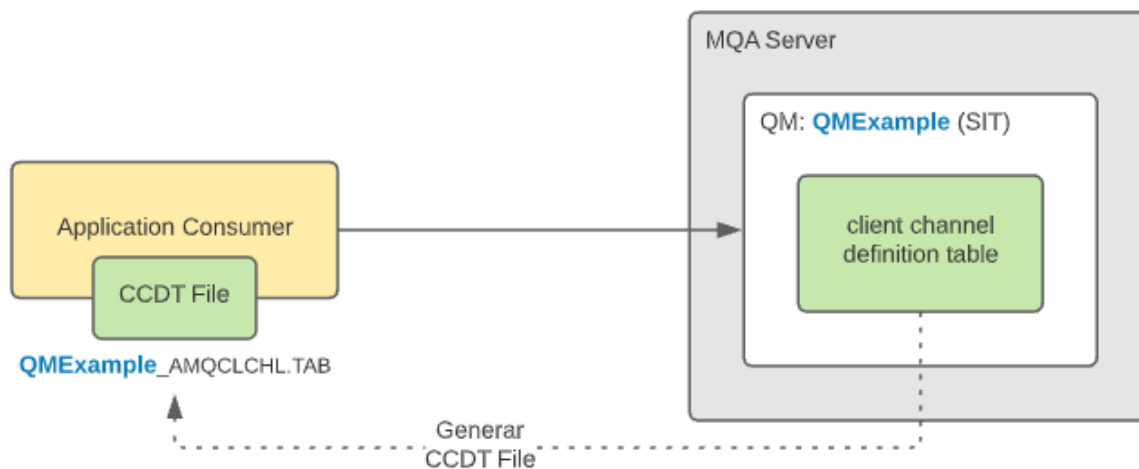 MQA Server
QM: QMExample (SIT)
client channel
definition table
Application Consumer
CCDT File
QMExample_AMQCLCHL.TAB
Generar
CCDT File